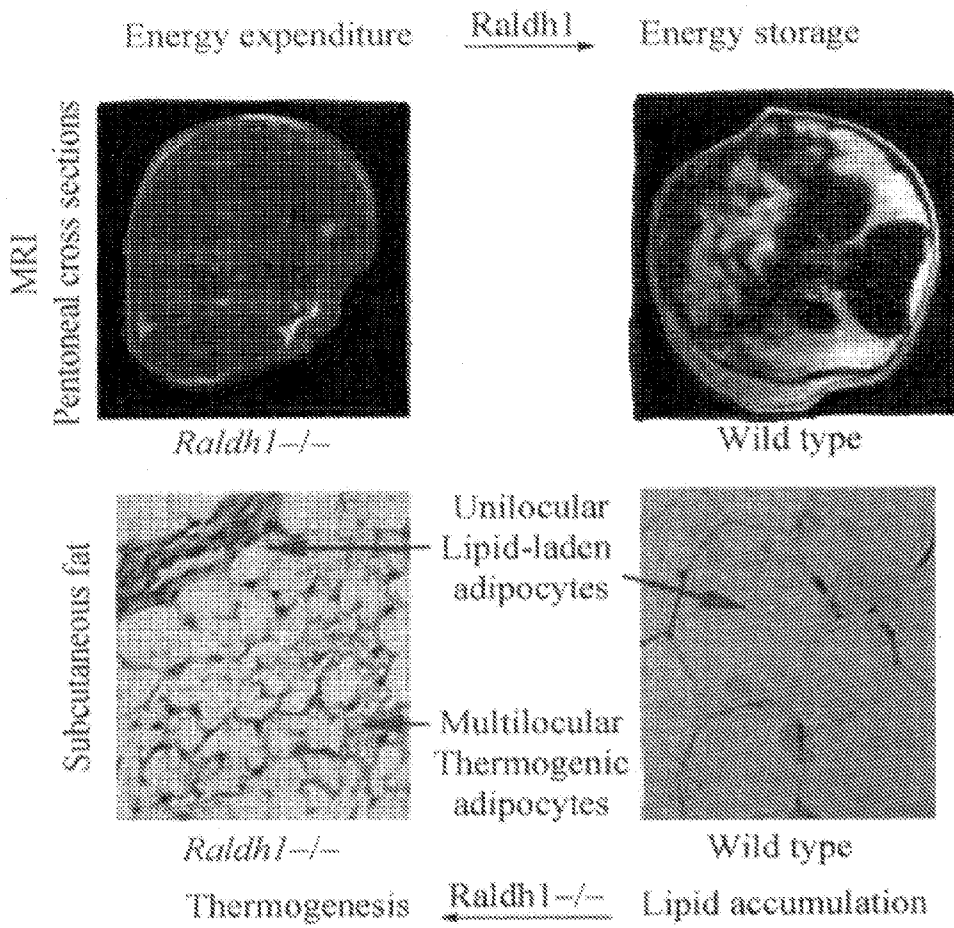 Energy expenditure Raldh1 Energy storage
MRI
Pentoneal cross sections
Raldh1–/–
Wild type
Subcutaneous fat
Unilocular
Lipid-laden
adipocytes
Multilocular
Thermogenic
adipocytes
Raldh1–/–
Wild type
Thermogenesis Raldh1–/– Lipid accumulation